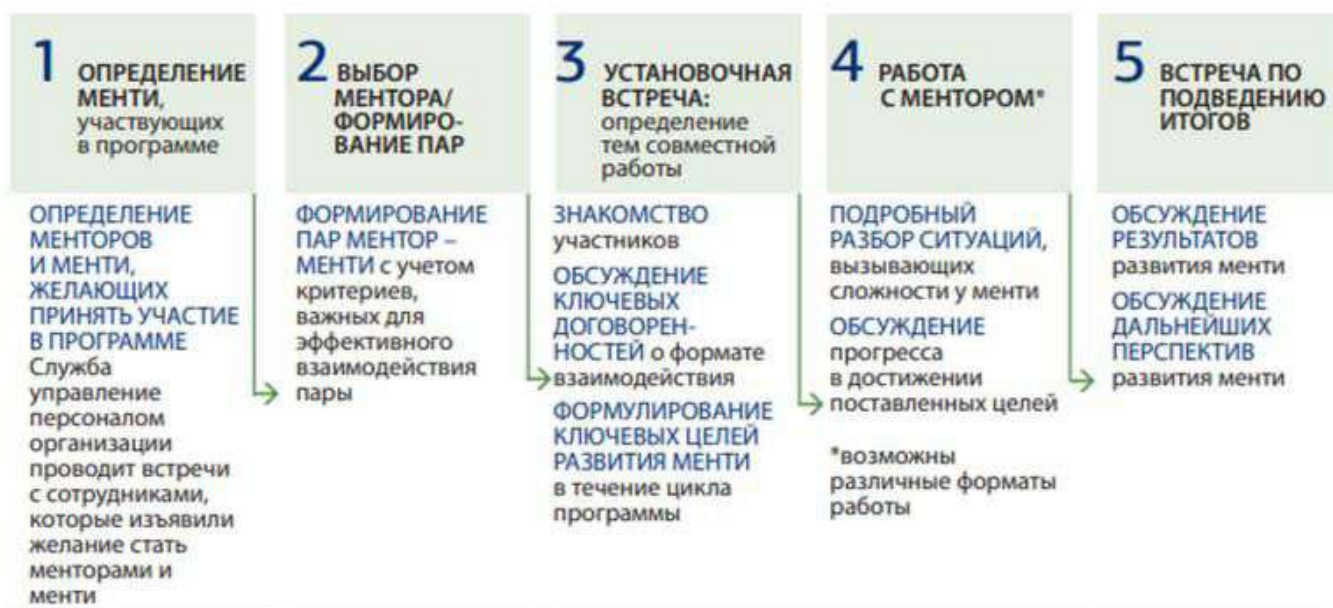 1 ОПРЕДЕЛЕНИЕ
МЕНТИ,
участвующих
в программе
ОПРЕДЕЛЕНИЕ
МЕНТОРОВ
И МЕНТИ,
ЖЕЛАЮЩИХ
ПРИНЯТЬ УЧАСТИЕ
В ПРОГРАММЕ
Служба
управление
персоналом
организации
проводит встречи
с сотрудниками,
которые изъявили
желание стать
менторами и
менти
2 ВЫБОР
МЕНТОРА/
ФОРМИРО-
ВАНИЕ ПАР
ФОРМИРОВАНИЕ
ПАР МЕНТОР –
МЕНТИ с учетом
критериев,
важных для
эффективного
взаимодействия
пары
3 УСТАНОВОЧНАЯ
ВСТРЕЧА:
определение
тем совместной
работы
ЗНАКОМСТВО
участников
ОБСУЖДЕНИЕ
КЛЮЧЕВЫХ
ДОГОВОРЕН-
НОСТЕЙ о формате
взаимодействия
ФОРМУЛИРОВАНИЕ
КЛЮЧЕВЫХ ЦЕЛЕЙ
РАЗВИТИЯ МЕНТИ
в течение цикла
программы
4 РАБОТА
С МЕНТОРОМ*
ПОДРОБНЫЙ
РАЗБОР СИТУАЦИЙ,
вызывающих
сложности у менти
ОБСУЖДЕНИЕ
прогресса
в достижении
поставленных целей
*возможны
различные форматы
работы
5 ВСТРЕЧА ПО
ПОДВЕДЕНИЮ
ИТОГОВ
ОБСУЖДЕНИЕ
РЕЗУЛЬТАТОВ
развития менти
ОБСУЖДЕНИЕ
ДАЛЬНЕЙШИХ
ПЕРСПЕКТИВ
развития менти